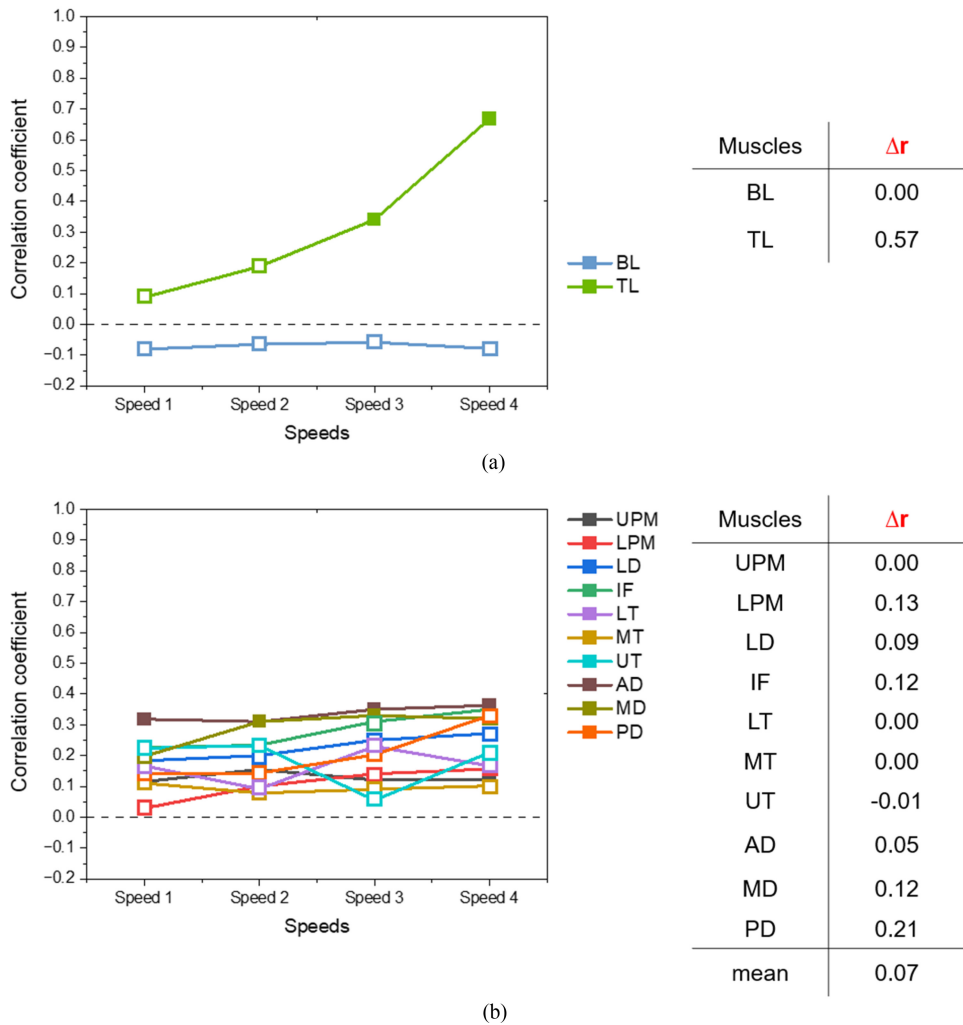 1.0
0.9
0.8
0.7
0.6
0.5
0.4
0.3
0.2
0.1
0.0
−0.1
−0.2
Correlation coefficient
Speed 1 Speed 2 Speed 3 Speed 4
Speeds
BL
TL
Muscles Δr
BL 0.00
TL 0.57
(a)
1.0
0.9
0.8
0.7
0.6
0.5
0.4
0.3
0.2
0.1
0.0
−0.1
−0.2
Correlation coefficient
Speed 1 Speed 2 Speed 3 Speed 4
Speeds
UPM
LPM
LD
IF
LT
MT
UT
AD
MD
PD
Muscles Δr
UPM 0.00
LPM 0.13
LD 0.09
IF 0.12
LT 0.00
MT 0.00
UT -0.01
AD 0.05
MD 0.12
PD 0.21
mean 0.07
(b)